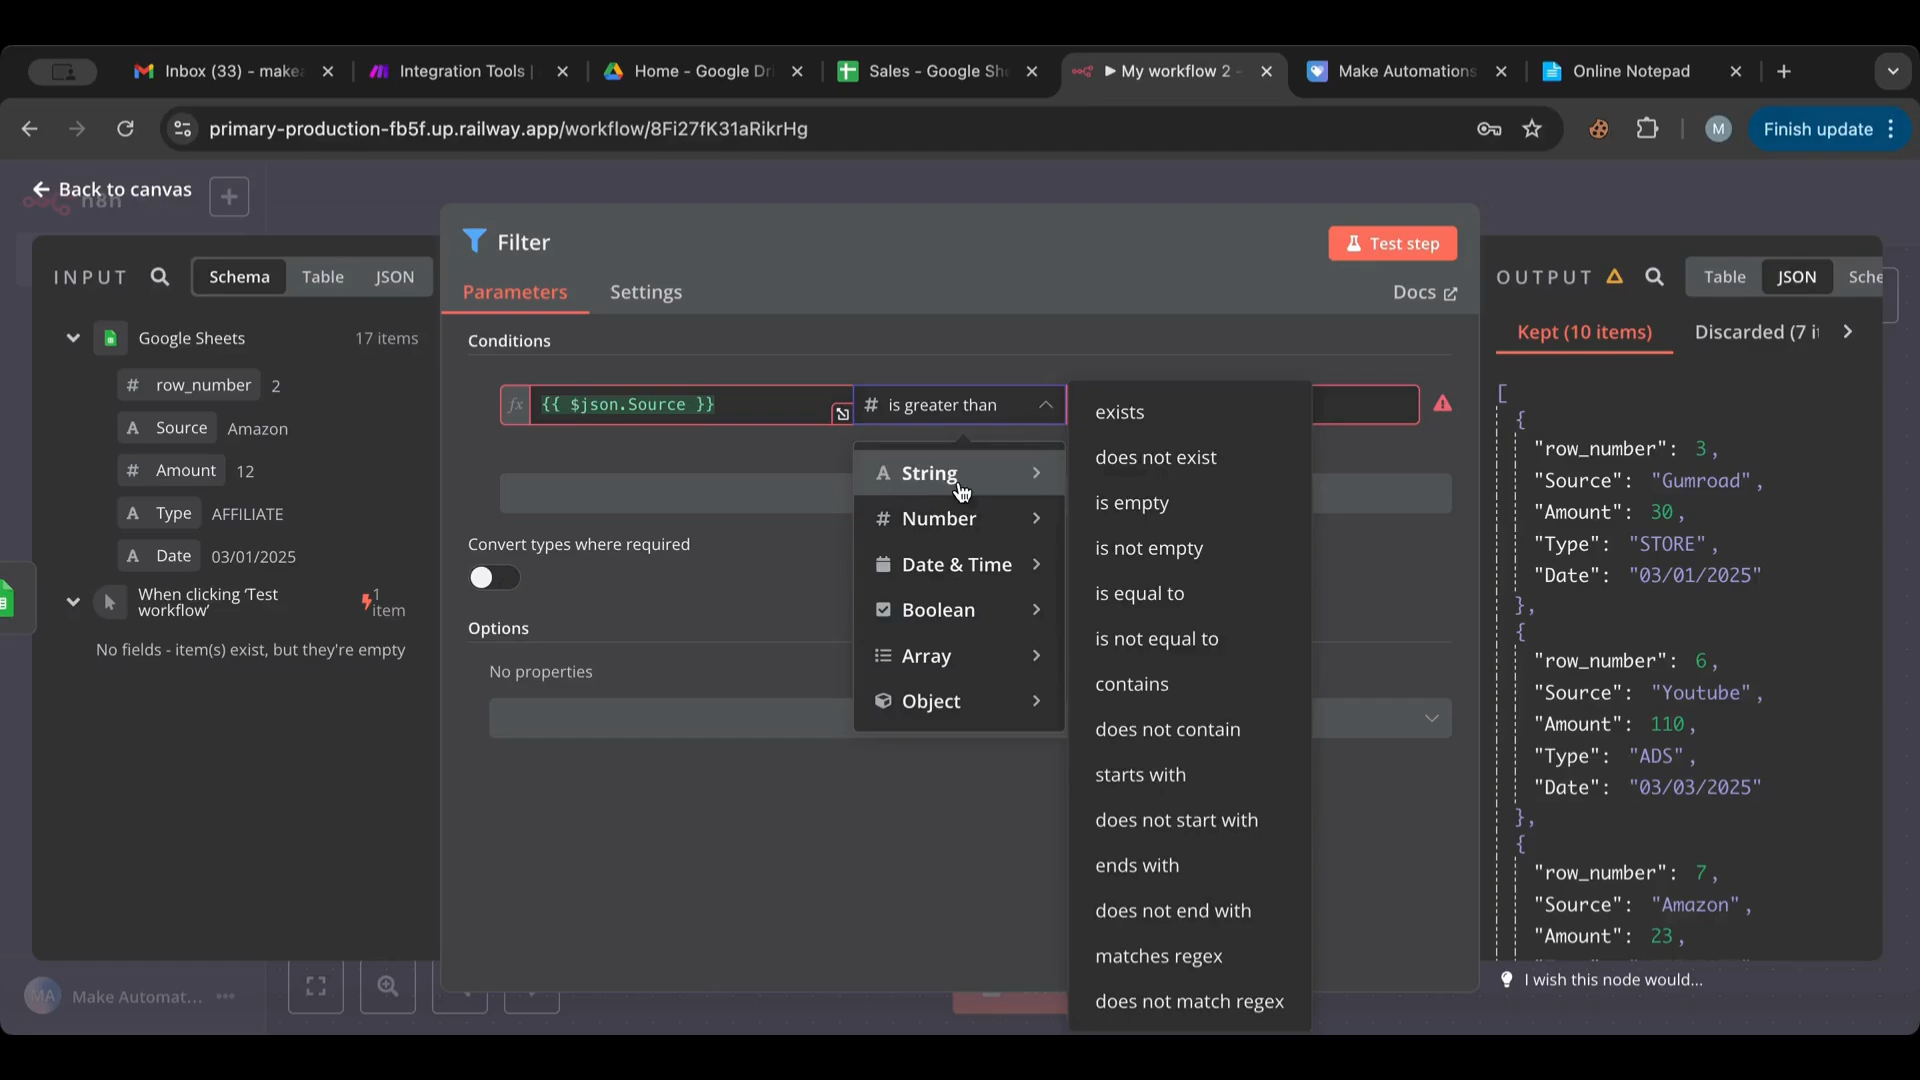 Inbox (33) - make
Integration Tools |
Home - Google Dri
Sales - Google She
My workflow 2 -
Make Automations
Online Notepad
primary-production-fb5f.up.railway.app/workflow/8Fi27fK31aRikrHg
M
Finish update
Back to canvas
n8n
INPUT
Schema
Table
JSON
Google Sheets
17 items
# row_number 2
A Source Amazon
# Amount 12
A Type AFFILIATE
A Date 03/01/2025
When clicking ‘Test
workflow’
1
item
No fields - item(s) exist, but they're empty
MA
Make Automat...
Filter
Test step
Parameters
Settings
Docs
Conditions
fx
{{ $json.Source }}
# is greater than
A String
# Number
Date & Time
Boolean
Array
Object
exists
does not exist
is empty
is not empty
is equal to
is not equal to
contains
does not contain
starts with
does not start with
ends with
does not end with
matches regex
does not match regex
Convert types where required
Options
No properties
OUTPUT
Table
JSON
Sche
Kept (10 items)
Discarded (7 it
[
{
"row_number": 3,
"Source": "Gumroad",
"Amount": 30,
"Type": "STORE",
"Date": "03/01/2025"
},
{
"row_number": 6,
"Source": "Youtube",
"Amount": 110,
"Type": "ADS",
"Date": "03/03/2025"
},
{
"row_number": 7,
"Source": "Amazon",
"Amount": 23,
I wish this node would...